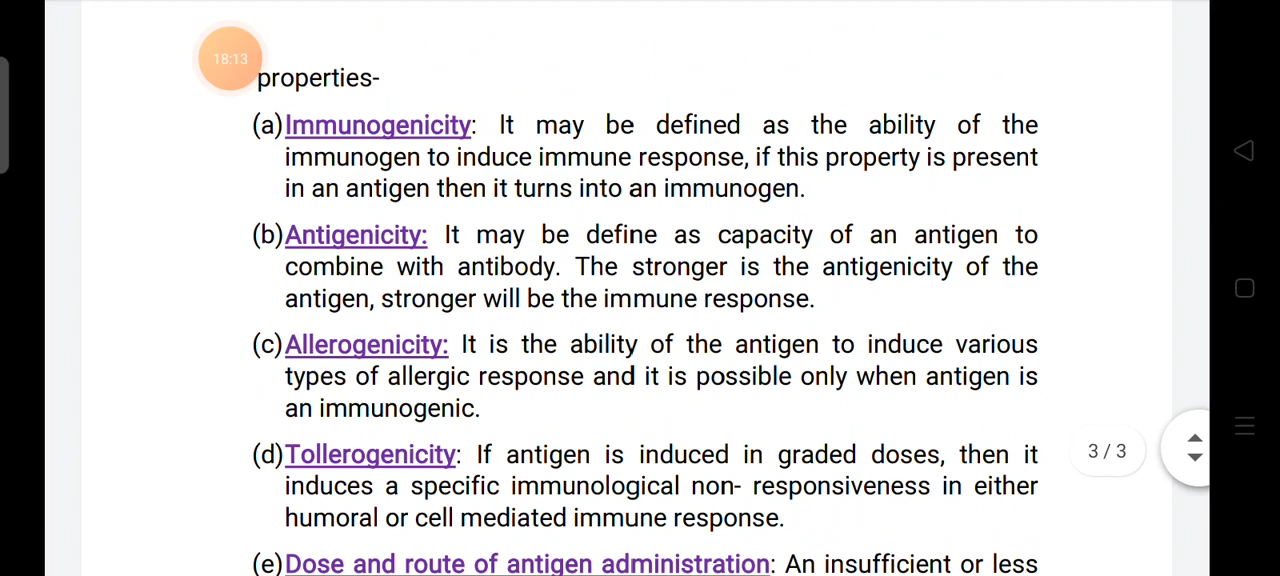 18:13
properties-
(a)Immunogenicity: It may be defined as the ability of the
immunogen to induce immune response, if this property is present
in an antigen then it turns into an immunogen.
(b)Antigenicity: It may be define as capacity of an antigen to
combine with antibody. The stronger is the antigenicity of the
antigen, stronger will be the immune response.
(c)Allerogenicity: It is the ability of the antigen to induce various
types of allergic response and it is possible only when antigen is
an immunogenic.
(d)Tollerogenicity: If antigen is induced in graded doses, then it
induces a specific immunological non- responsiveness in either
humoral or cell mediated immune response.
3 / 3
(e)Dose and route of antigen administration: An insufficient or less